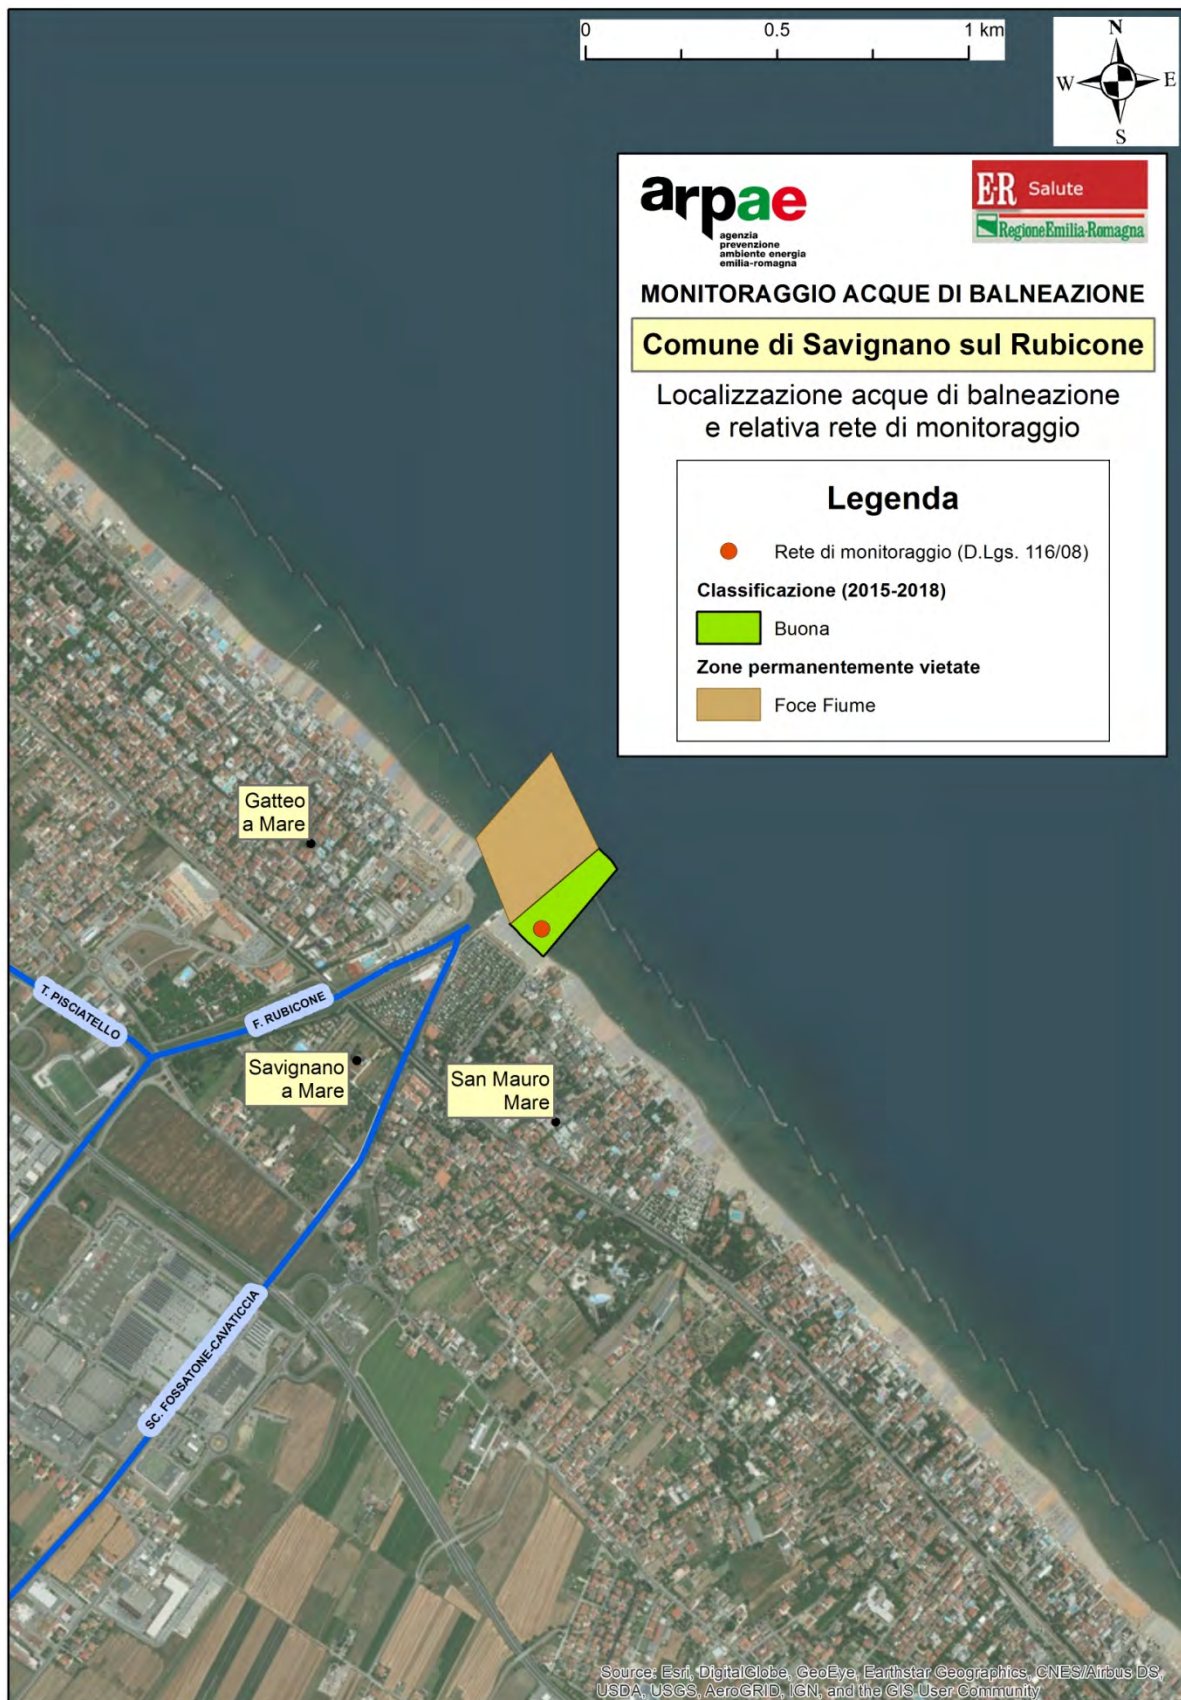 0 0.5 1 km
N
W E
S
arpae
agenzia
prevenzione
ambiente energia
emilia-romagna
E·R Salute
RegioneEmilia-Romagna
MONITORAGGIO ACQUE DI BALNEAZIONE
Comune di Savignano sul Rubicone
Localizzazione acque di balneazione
e relativa rete di monitoraggio
Legenda
Rete di monitoraggio (D.Lgs. 116/08)
Classificazione (2015-2018)
Buona
Zone permanentemente vietate
Foce Fiume
Gatteo
a Mare
T. PISCIATELLO
F. RUBICONE
Savignano
a Mare
San Mauro
Mare
SC. FOSSATONE-CAVATICCIA
Source: Esri, DigitalGlobe, GeoEye, Earthstar Geographics, CNES/Airbus DS,
USDA, USGS, AeroGRID, IGN, and the GIS User Community